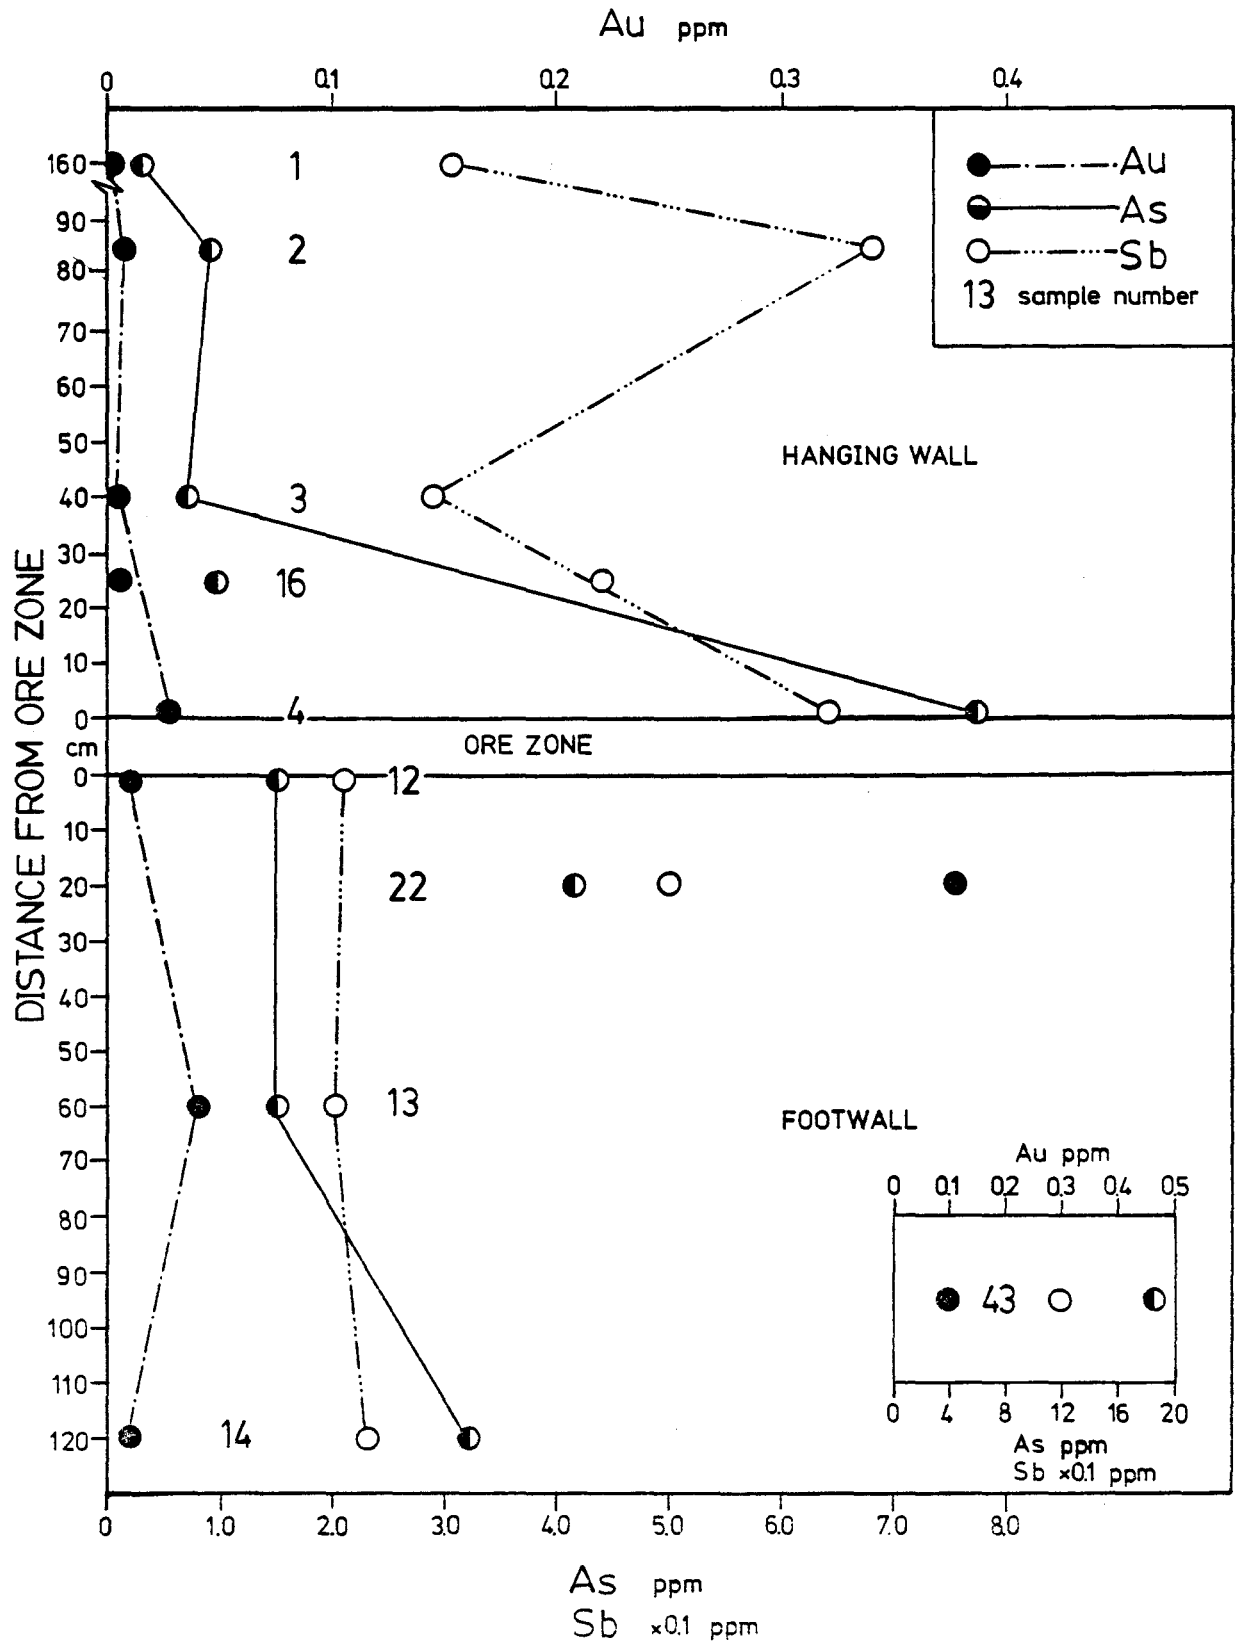 Au ppm
0 0.1 0.2 0.3 0.4
160 1
90
2
80
70
60
50
40 3
30
16
20
10
0 4
cm
0 12
10
20 22
30
40
50
60 13
70
80
90
100
110
120 14
DISTANCE FROM ORE ZONE
Au
As
Sb
13 sample number
HANGING WALL
ORE ZONE
FOOTWALL
Au ppm
0 0.1 0.2 0.3 0.4 0.5
43
0 4 8 12 16 20
As ppm
Sb ×0.1 ppm
0 1.0 2.0 3.0 4.0 5.0 6.0 7.0 8.0
As ppm
Sb ×0.1 ppm